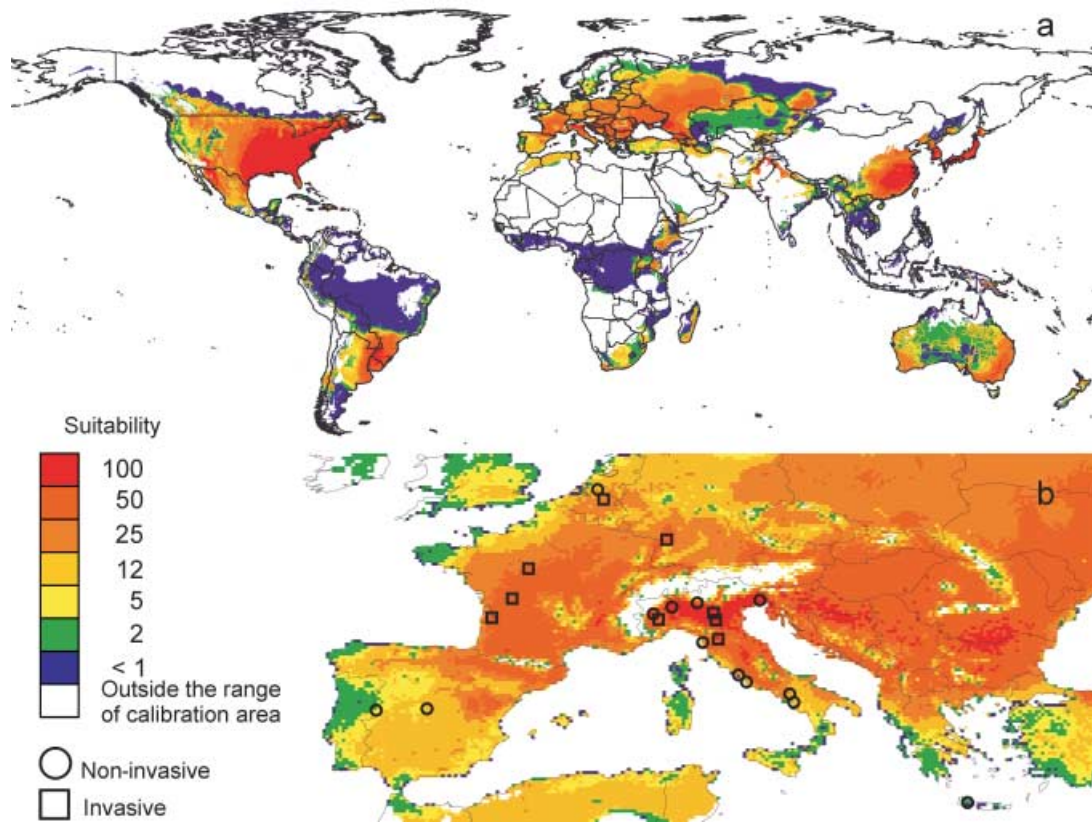 a
Suitability
100
50
25
12
5
2
< 1
Outside the range
of calibration area
Non-invasive
Invasive
b